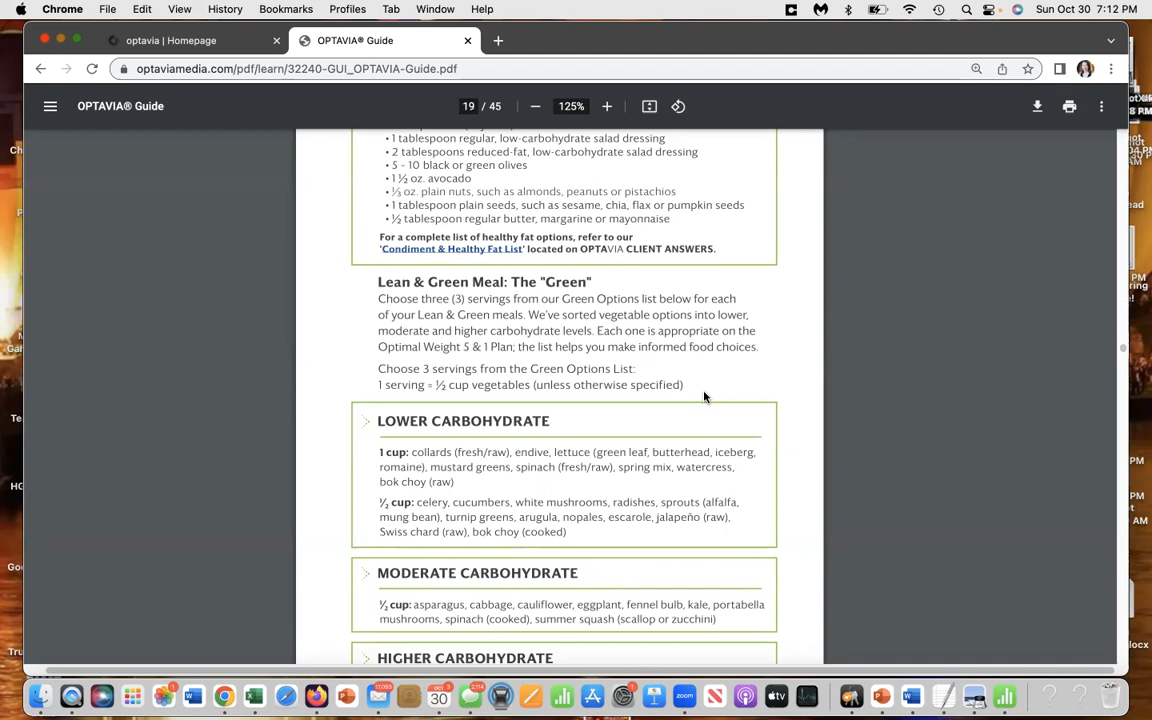 Chrome File Edit View History Bookmarks Profiles Tab Window Help Sun Oct 30 7:12 PM
optavia | Homepage OPTAVIA® Guide
optaviamedia.com/pdf/learn/32240-GUI_OPTAVIA-Guide.pdf
OPTAVIA® Guide 19 / 45 125%
• 1 tablespoon regular, low-carbohydrate salad dressing
• 2 tablespoons reduced-fat, low-carbohydrate salad dressing
• 5 - 10 black or green olives
• 1 ½ oz. avocado
• ⅓ oz. plain nuts, such as almonds, peanuts or pistachios
• 1 tablespoon plain seeds, such as sesame, chia, flax or pumpkin seeds
• ½ tablespoon regular butter, margarine or mayonnaise
For a complete list of healthy fat options, refer to our
'Condiment & Healthy Fat List' located on OPTAVIA CLIENT ANSWERS.
Lean & Green Meal: The "Green"
Choose three (3) servings from our Green Options list below for each
of your Lean & Green meals. We've sorted vegetable options into lower,
moderate and higher carbohydrate levels. Each one is appropriate on the
Optimal Weight 5 & 1 Plan; the list helps you make informed food choices.
Choose 3 servings from the Green Options List:
1 serving = ½ cup vegetables (unless otherwise specified)
LOWER CARBOHYDRATE
1 cup: collards (fresh/raw), endive, lettuce (green leaf, butterhead, iceberg,
romaine), mustard greens, spinach (fresh/raw), spring mix, watercress,
bok choy (raw)
½ cup: celery, cucumbers, white mushrooms, radishes, sprouts (alfalfa,
mung bean), turnip greens, arugula, nopales, escarole, jalapeño (raw),
Swiss chard (raw), bok choy (cooked)
MODERATE CARBOHYDRATE
½ cup: asparagus, cabbage, cauliflower, eggplant, fennel bulb, kale, portabella
mushrooms, spinach (cooked), summer squash (scallop or zucchini)
HIGHER CARBOHYDRATE